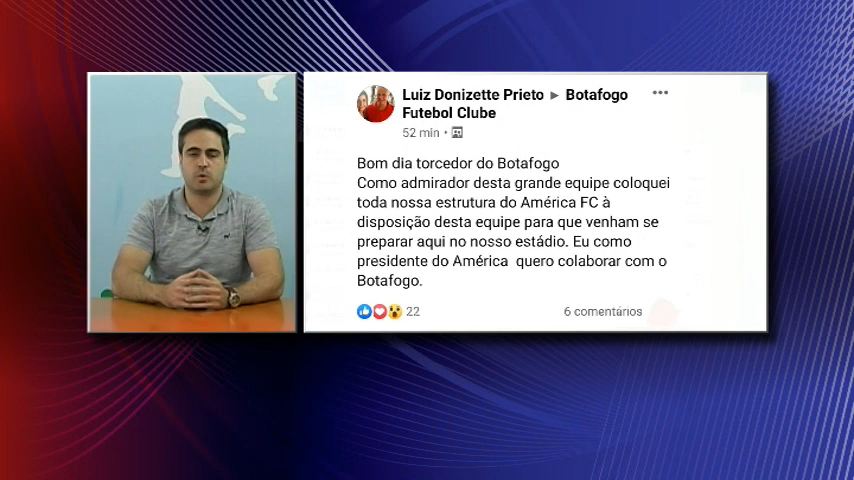 Luiz Donizette Prieto ► Botafogo
Futebol Clube
52 min •
Bom dia torcedor do Botafogo
Como admirador desta grande equipe coloquei
toda nossa estrutura do América FC à
disposição desta equipe para que venham se
preparar aqui no nosso estádio. Eu como
presidente do América quero colaborar com o
Botafogo.
22
6 comentários